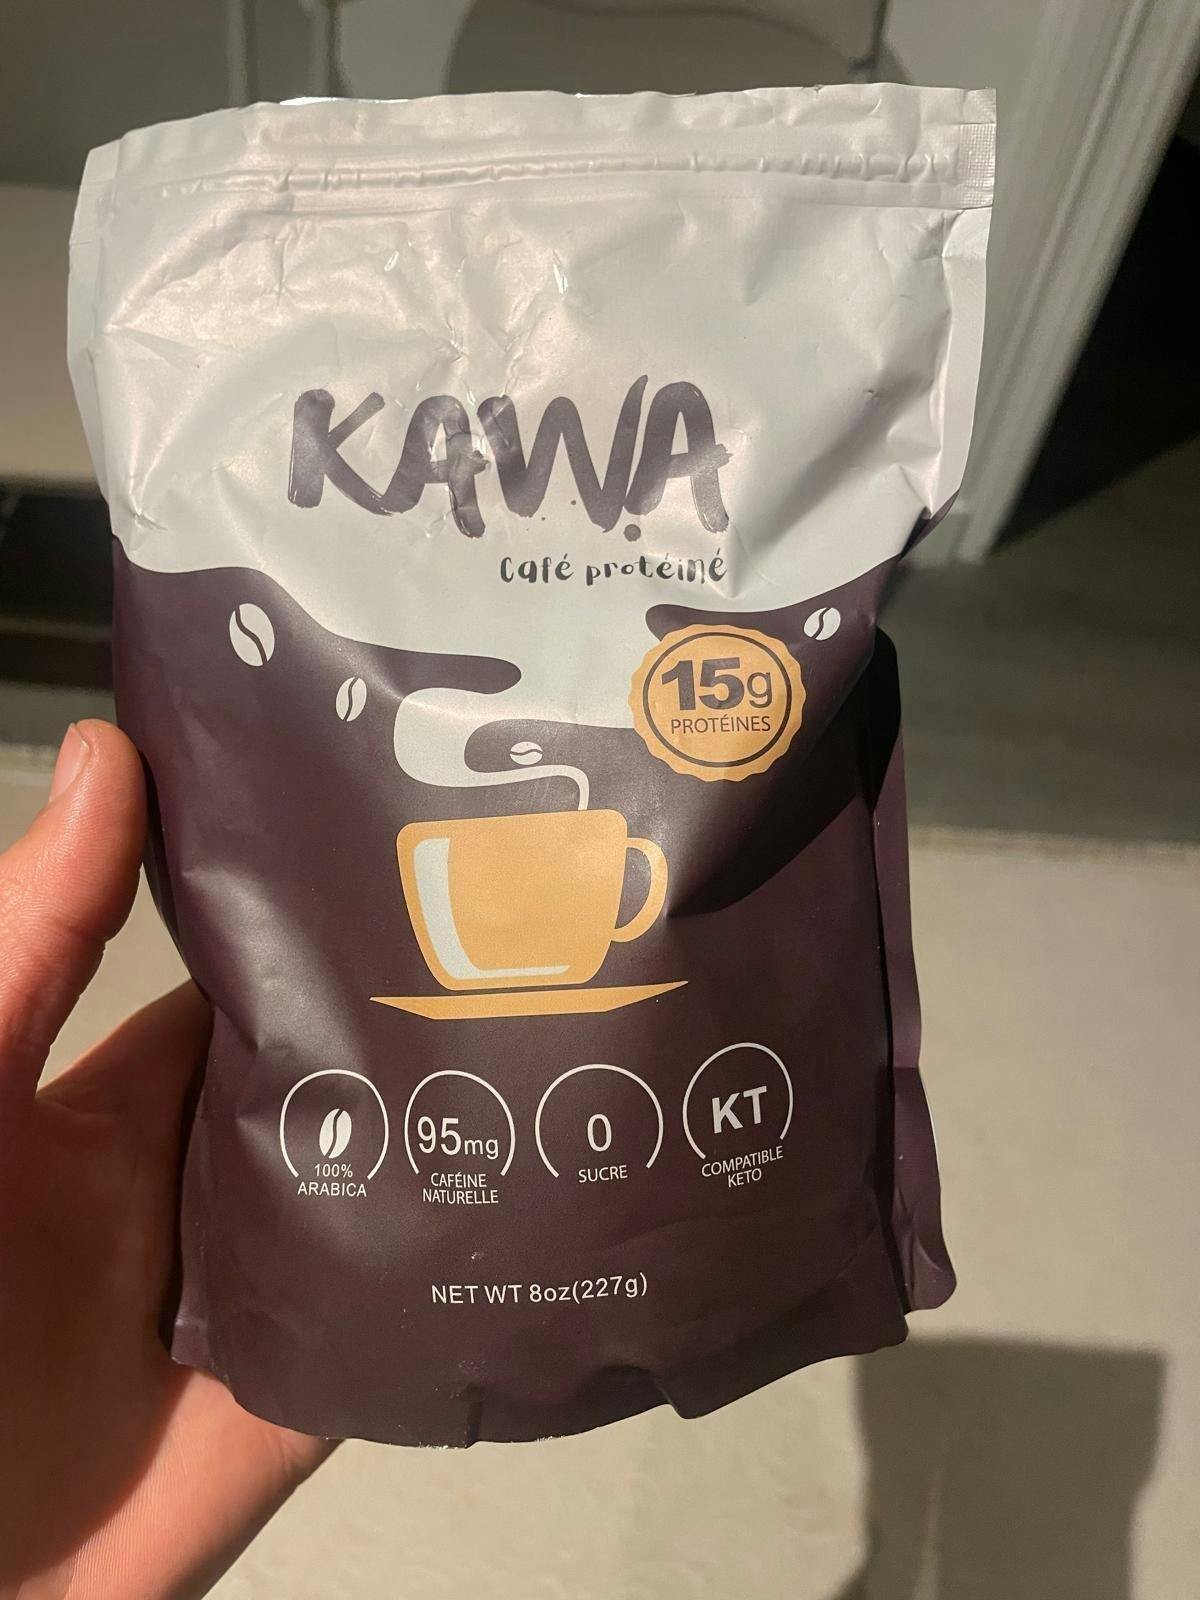 KAWA
Café protéiné
15g
PROTÉINES
100%
ARABICA
95mg
CAFÉINE
NATURELLE
0
SUCRE
KT
COMPATIBLE
KETO
NET WT 8oz(227g)